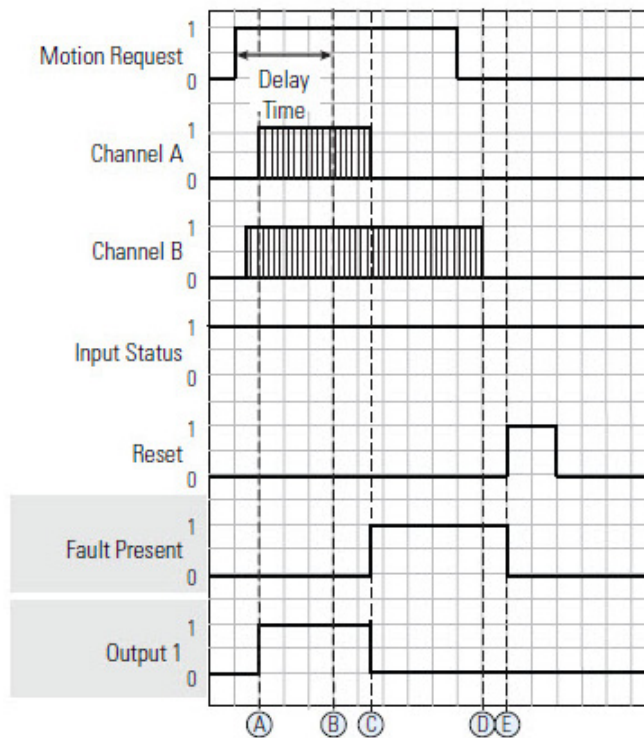 Motion Request
1
0
Delay
Time
Channel A
1
0
Channel B
1
0
Input Status
1
0
Reset
1
0
Fault Present
1
0
Output 1
1
0
A B C D E